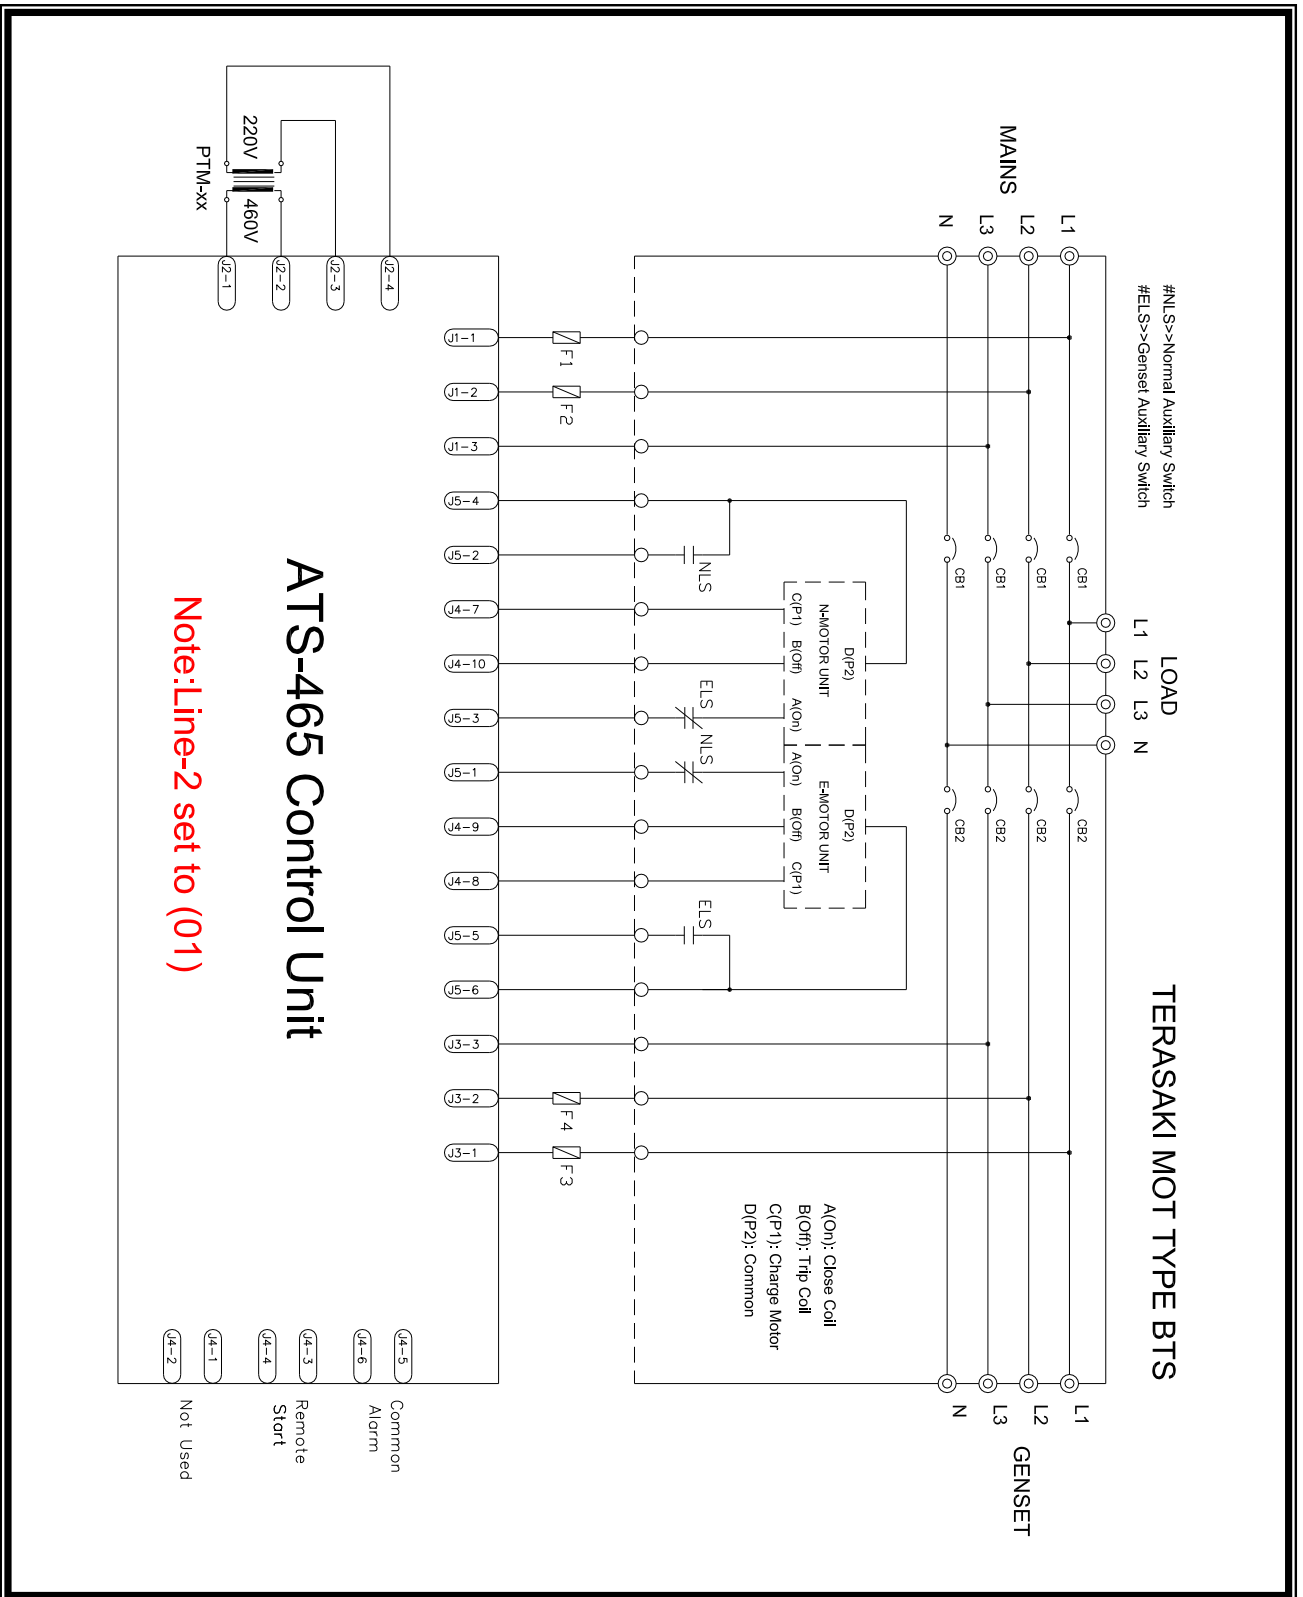 TERASAKI MOT TYPE BTS
#NLS>>Normal Auxiliary Switch
#ELS>>Genset Auxiliary Switch
LOAD
L1 L2 L3 N
MAINS
L1
L2
L3
N
GENSET
L1
L2
L3
N
CB1
CB1
CB1
CB1
CB2
CB2
CB2
CB2
D(P2)
N-MOTOR UNIT
C(P1) B(Off) A(On)
D(P2)
E-MOTOR UNIT
A(On) B(Off) C(P1)
NLS
ELS
NLS
ELS
A(On): Close Coil
B(Off): Trip Coil
C(P1): Charge Motor
D(P2): Common
F1
F2
F4
F3
J1-1
J1-2
J1-3
J5-4
J5-2
J4-7
J4-10
J5-3
J5-1
J4-9
J4-8
J5-5
J5-6
J3-3
J3-2
J3-1
220V
460V
PTM-xx
J2-4
J2-3
J2-2
J2-1
ATS-465 Control Unit
Note:Line-2 set to (01)
J4-5
J4-6
Common
Alarm
J4-3
J4-4
Remote
Start
J4-1
J4-2
Not Used